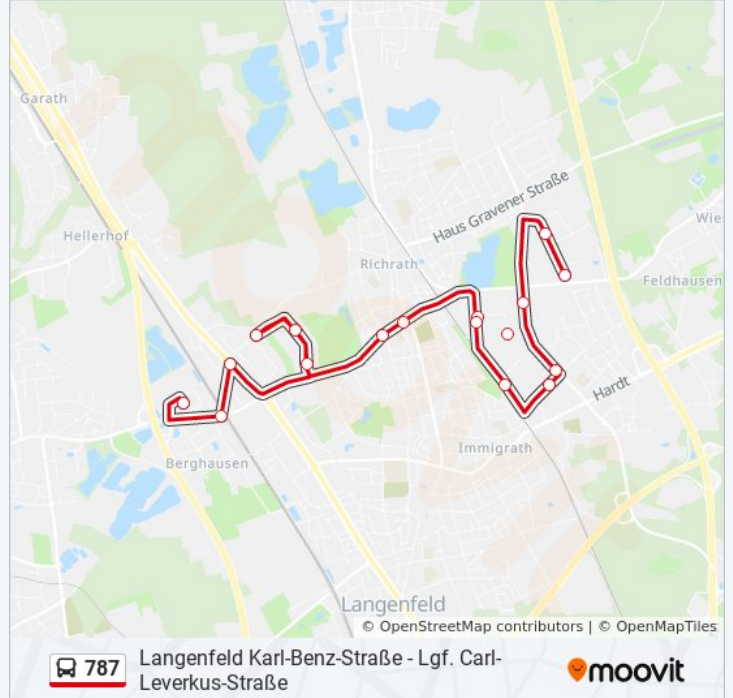 Garath
Haus Gravener Straße
Wie
Hellerhof
Richrath
Feldhausen
Hardt
Immigrath
Berghausen
Langenfeld
© OpenStreetMap contributors | © OpenMapTiles
787
Langenfeld Karl-Benz-Straße - Lgf. Carl-
Leverkus-Straße
moovit